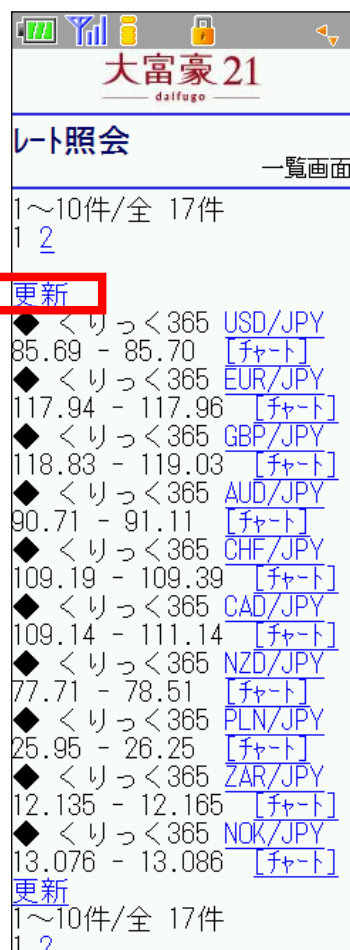 大富豪21
daifugo
レート照会
一覧画面
1～10件/全 17件
1 2
更新
◆ くりっく365 USD/JPY
85.69 - 85.70 [チャート]
◆ くりっく365 EUR/JPY
117.94 - 117.96 [チャート]
◆ くりっく365 GBP/JPY
118.83 - 119.03 [チャート]
◆ くりっく365 AUD/JPY
90.71 - 91.11 [チャート]
◆ くりっく365 CHF/JPY
109.19 - 109.39 [チャート]
◆ くりっく365 CAD/JPY
109.14 - 111.14 [チャート]
◆ くりっく365 NZD/JPY
77.71 - 78.51 [チャート]
◆ くりっく365 PLN/JPY
25.95 - 26.25 [チャート]
◆ くりっく365 ZAR/JPY
12.135 - 12.165 [チャート]
◆ くりっく365 NOK/JPY
13.076 - 13.086 [チャート]
更新
1～10件/全 17件
1 2